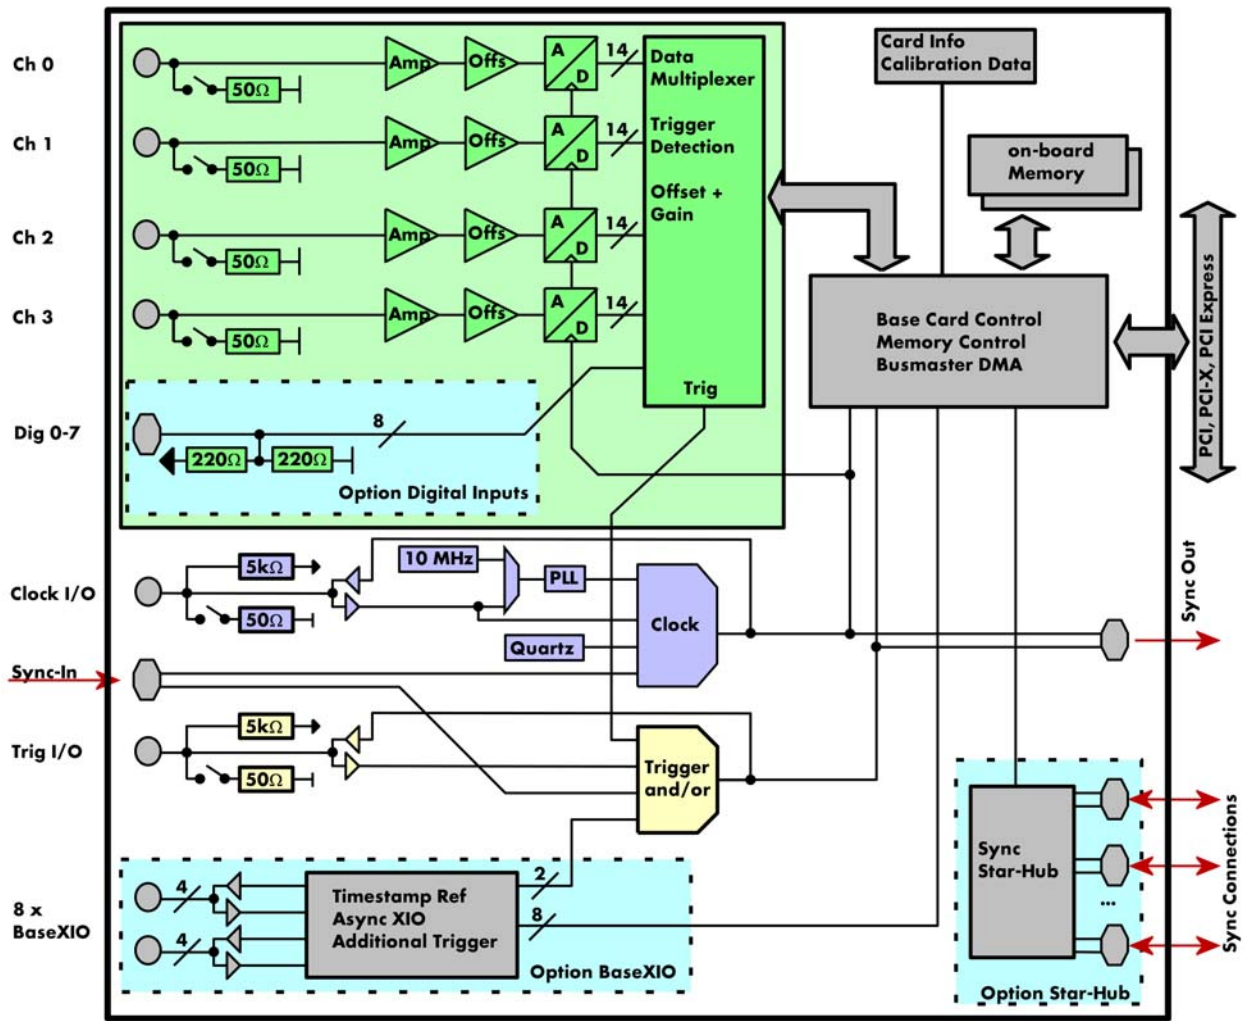 Ch 0
50Ω
Amp
Offs
A
D
14
Data
Multiplexer
Trigger
Detection
Offset +
Gain
Trig
Ch 1
50Ω
Amp
Offs
A
D
14
Ch 2
50Ω
Amp
Offs
A
D
14
Ch 3
50Ω
Amp
Offs
A
D
14
Dig 0-7
8
220Ω
220Ω
Option Digital Inputs
Card Info
Calibration Data
on-board
Memory
Base Card Control
Memory Control
Busmaster DMA
PCI, PCI-X, PCI Express
Clock I/O
5kΩ
50Ω
10 MHz
PLL
Quartz
Clock
Sync Out
Sync-In
Trig I/O
5kΩ
50Ω
Trigger
and/or
8 x
BaseXIO
4
4
Timestamp Ref
Async XIO
Additional Trigger
2
8
Option BaseXIO
Sync
Star-Hub
...
Option Star-Hub
Sync Connections